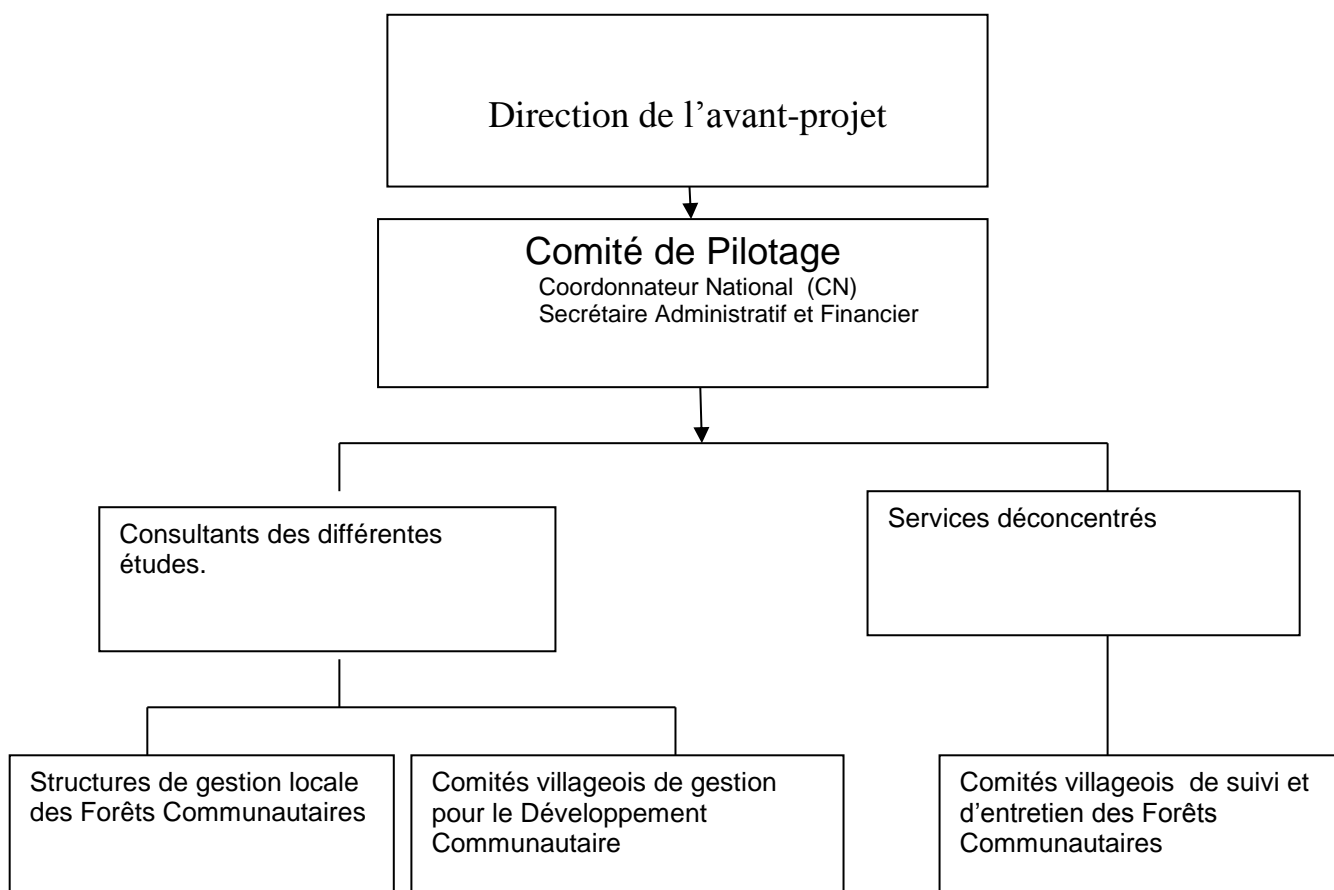 Direction de l’avant-projet
Comité de Pilotage
Coordonnateur National (CN)
Secrétaire Administratif et Financier
Consultants des différentes
études.
Services déconcentrés
Structures de gestion locale
des Forêts Communautaires
Comités villageois de gestion
pour le Développement
Communautaire
Comités villageois de suivi et
d’entretien des Forêts
Communautaires